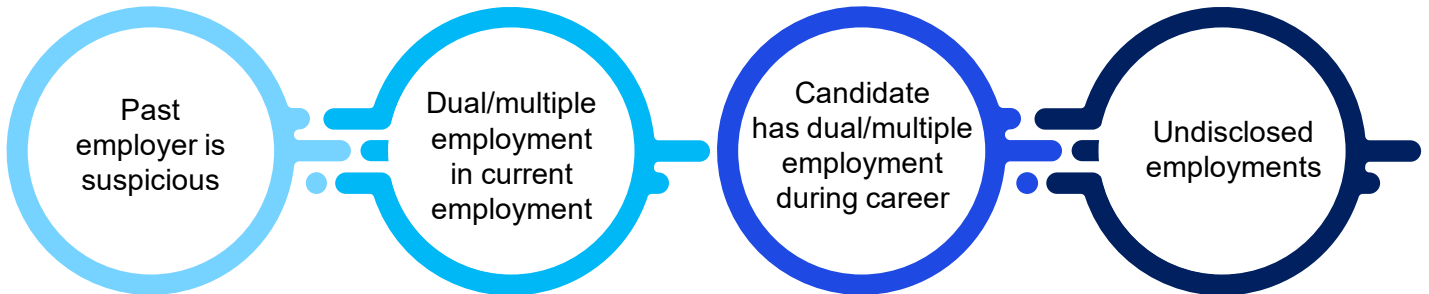 Past
employer is
suspicious
Dual/multiple
employment
in current
employment
Candidate
has dual/multiple
employment
during career
Undisclosed
employments